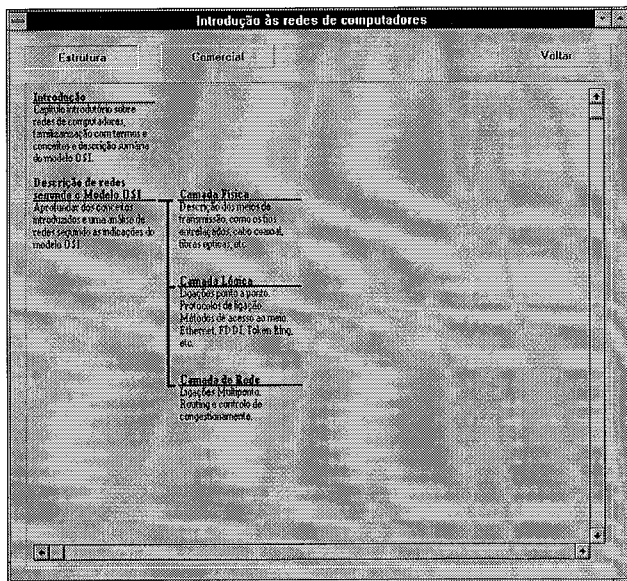 Introdução às redes de computadores
Estrutura
Comercial
Voltar
Introdução
Capítulo introdutório sobre
redes de computadores,
familiarização com termos e
conceitos e descrição sumária
do modelo OSI.
Descrição de redes
segundo o Modelo OSI
Aprofundar dos conceitos
introduzidos e uma análise de
redes segundo as indicações do
modelo OSI.
Camada Física
Descrição dos meios de
transmissão, como os fios
entrelaçados, cabo coaxial,
fibras opticas, etc.
Camada Lógica
Ligações ponto a ponto.
Protocolos de ligação.
Métodos de acesso ao meio.
Ethernet, FDDI, Token Ring,
etc.
Camada de Rede
Ligações Multiponto.
Routing e controlo de
congestionamento.